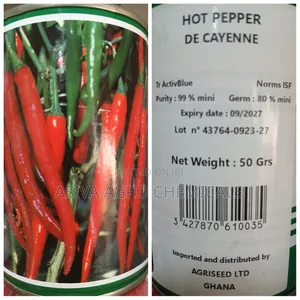 HOT PEPPER
DE CAYENNE
Tr ActivBlue Norms ISF
Purity : 99 % mini Germ : 80 % mini
Expiry date : 09/2027
Lot n° 43764-0923-27
Net Weight : 50 Grs
3 427870 610035
Imported and distributed by
AGRISEED LTD
GHANA